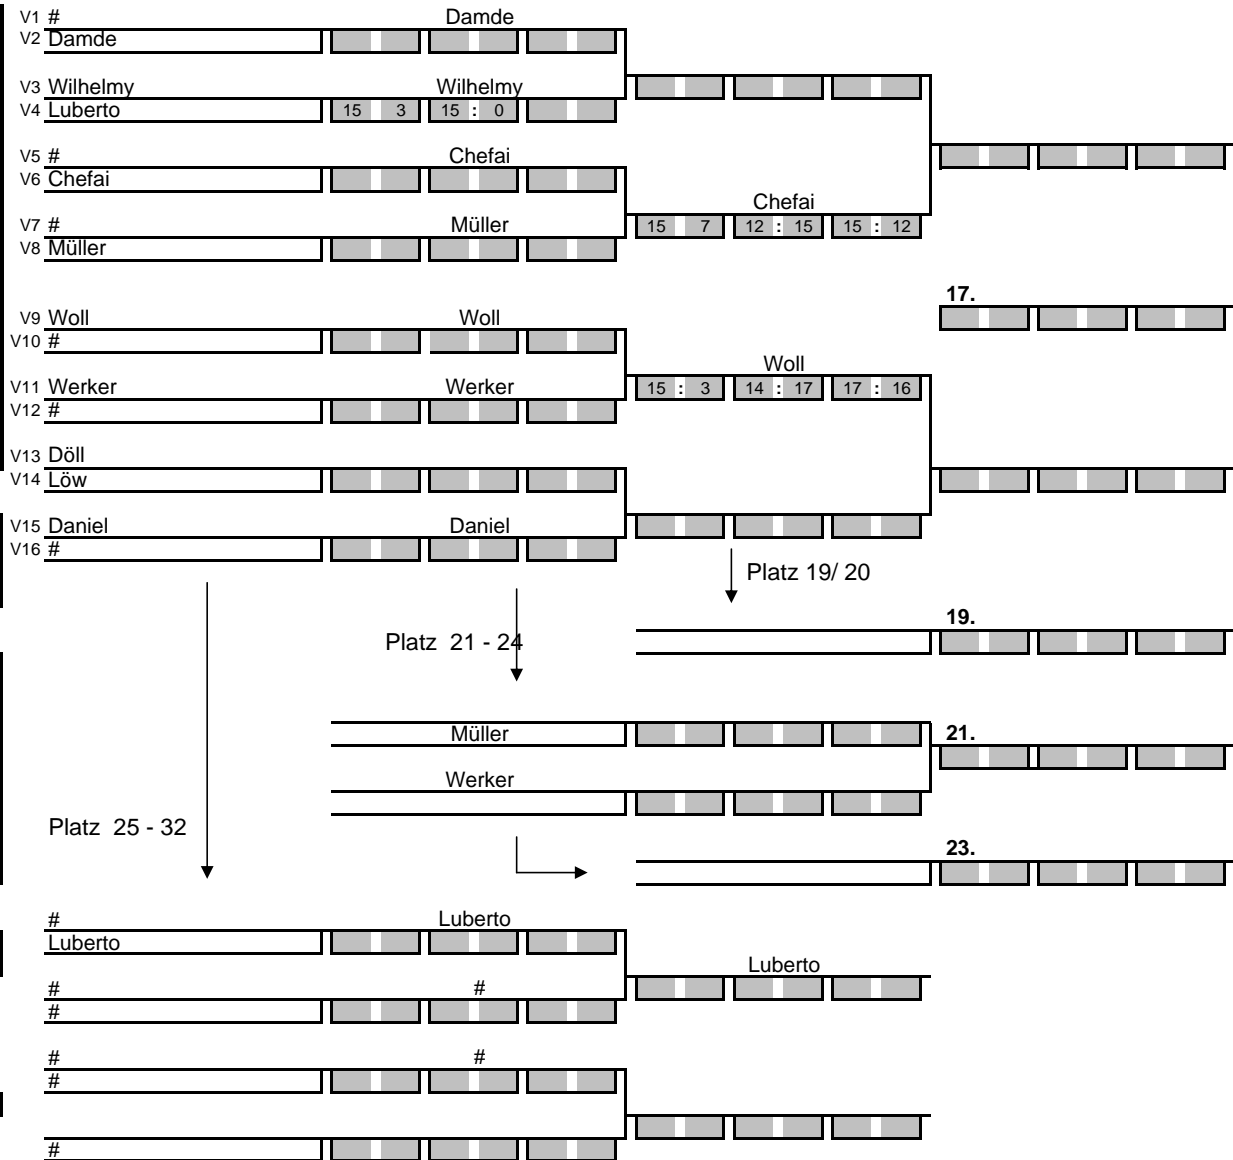 V1 # Damde
V2 Damde
V3 Wilhelmy Wilhelmy
V4 Luberto 15 3 15 : 0
V5 # Chefai
V6 Chefai
Chefai
V7 # Müller 15 7 12 : 15 15 : 12
V8 Müller
17.
V9 Woll Woll
V10 #
Woll
V11 Werker Werker 15 : 3 14 : 17 17 : 16
V12 #
V13 Döll
V14 Löw
V15 Daniel Daniel
V16 #
Platz 19/ 20
19.
Platz 21 - 24
Müller 21.
Werker
Platz 25 - 32
23.
# Luberto
Luberto
Luberto
# #
#
# #
#
#